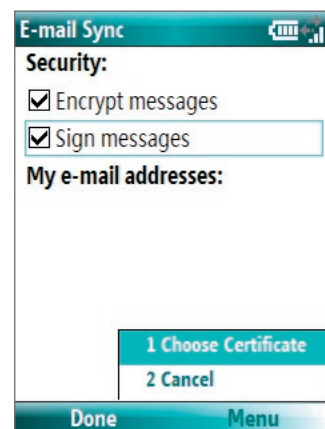 E-mail Sync
Security:
Encrypt messages
Sign messages
My e-mail addresses:
1 Choose Certificate
2 Cancel
Done Menu